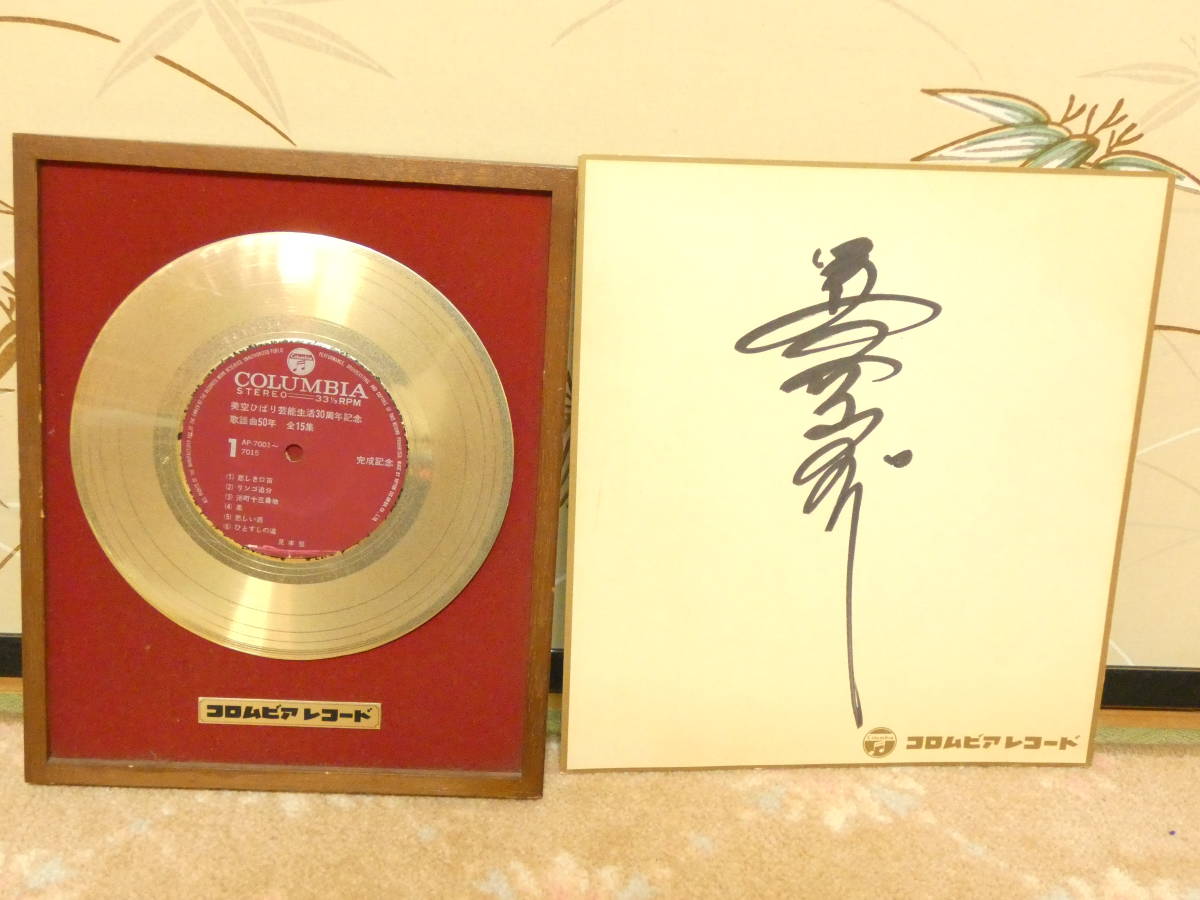 Columbia
COLUMBIA
STEREO 33⅓RPM
美空ひばり芸能生活30周年記念
歌謡曲50年 全15集
1
AP-7001～
7015
完成記念
(1) 悲しき口笛
(2) リンゴ追分
(3) 港町十三番地
(4) 柔
(5) 悲しい酒
(6) ひとすじの道
コロムビアレコード
Columbia
コロムビアレコード